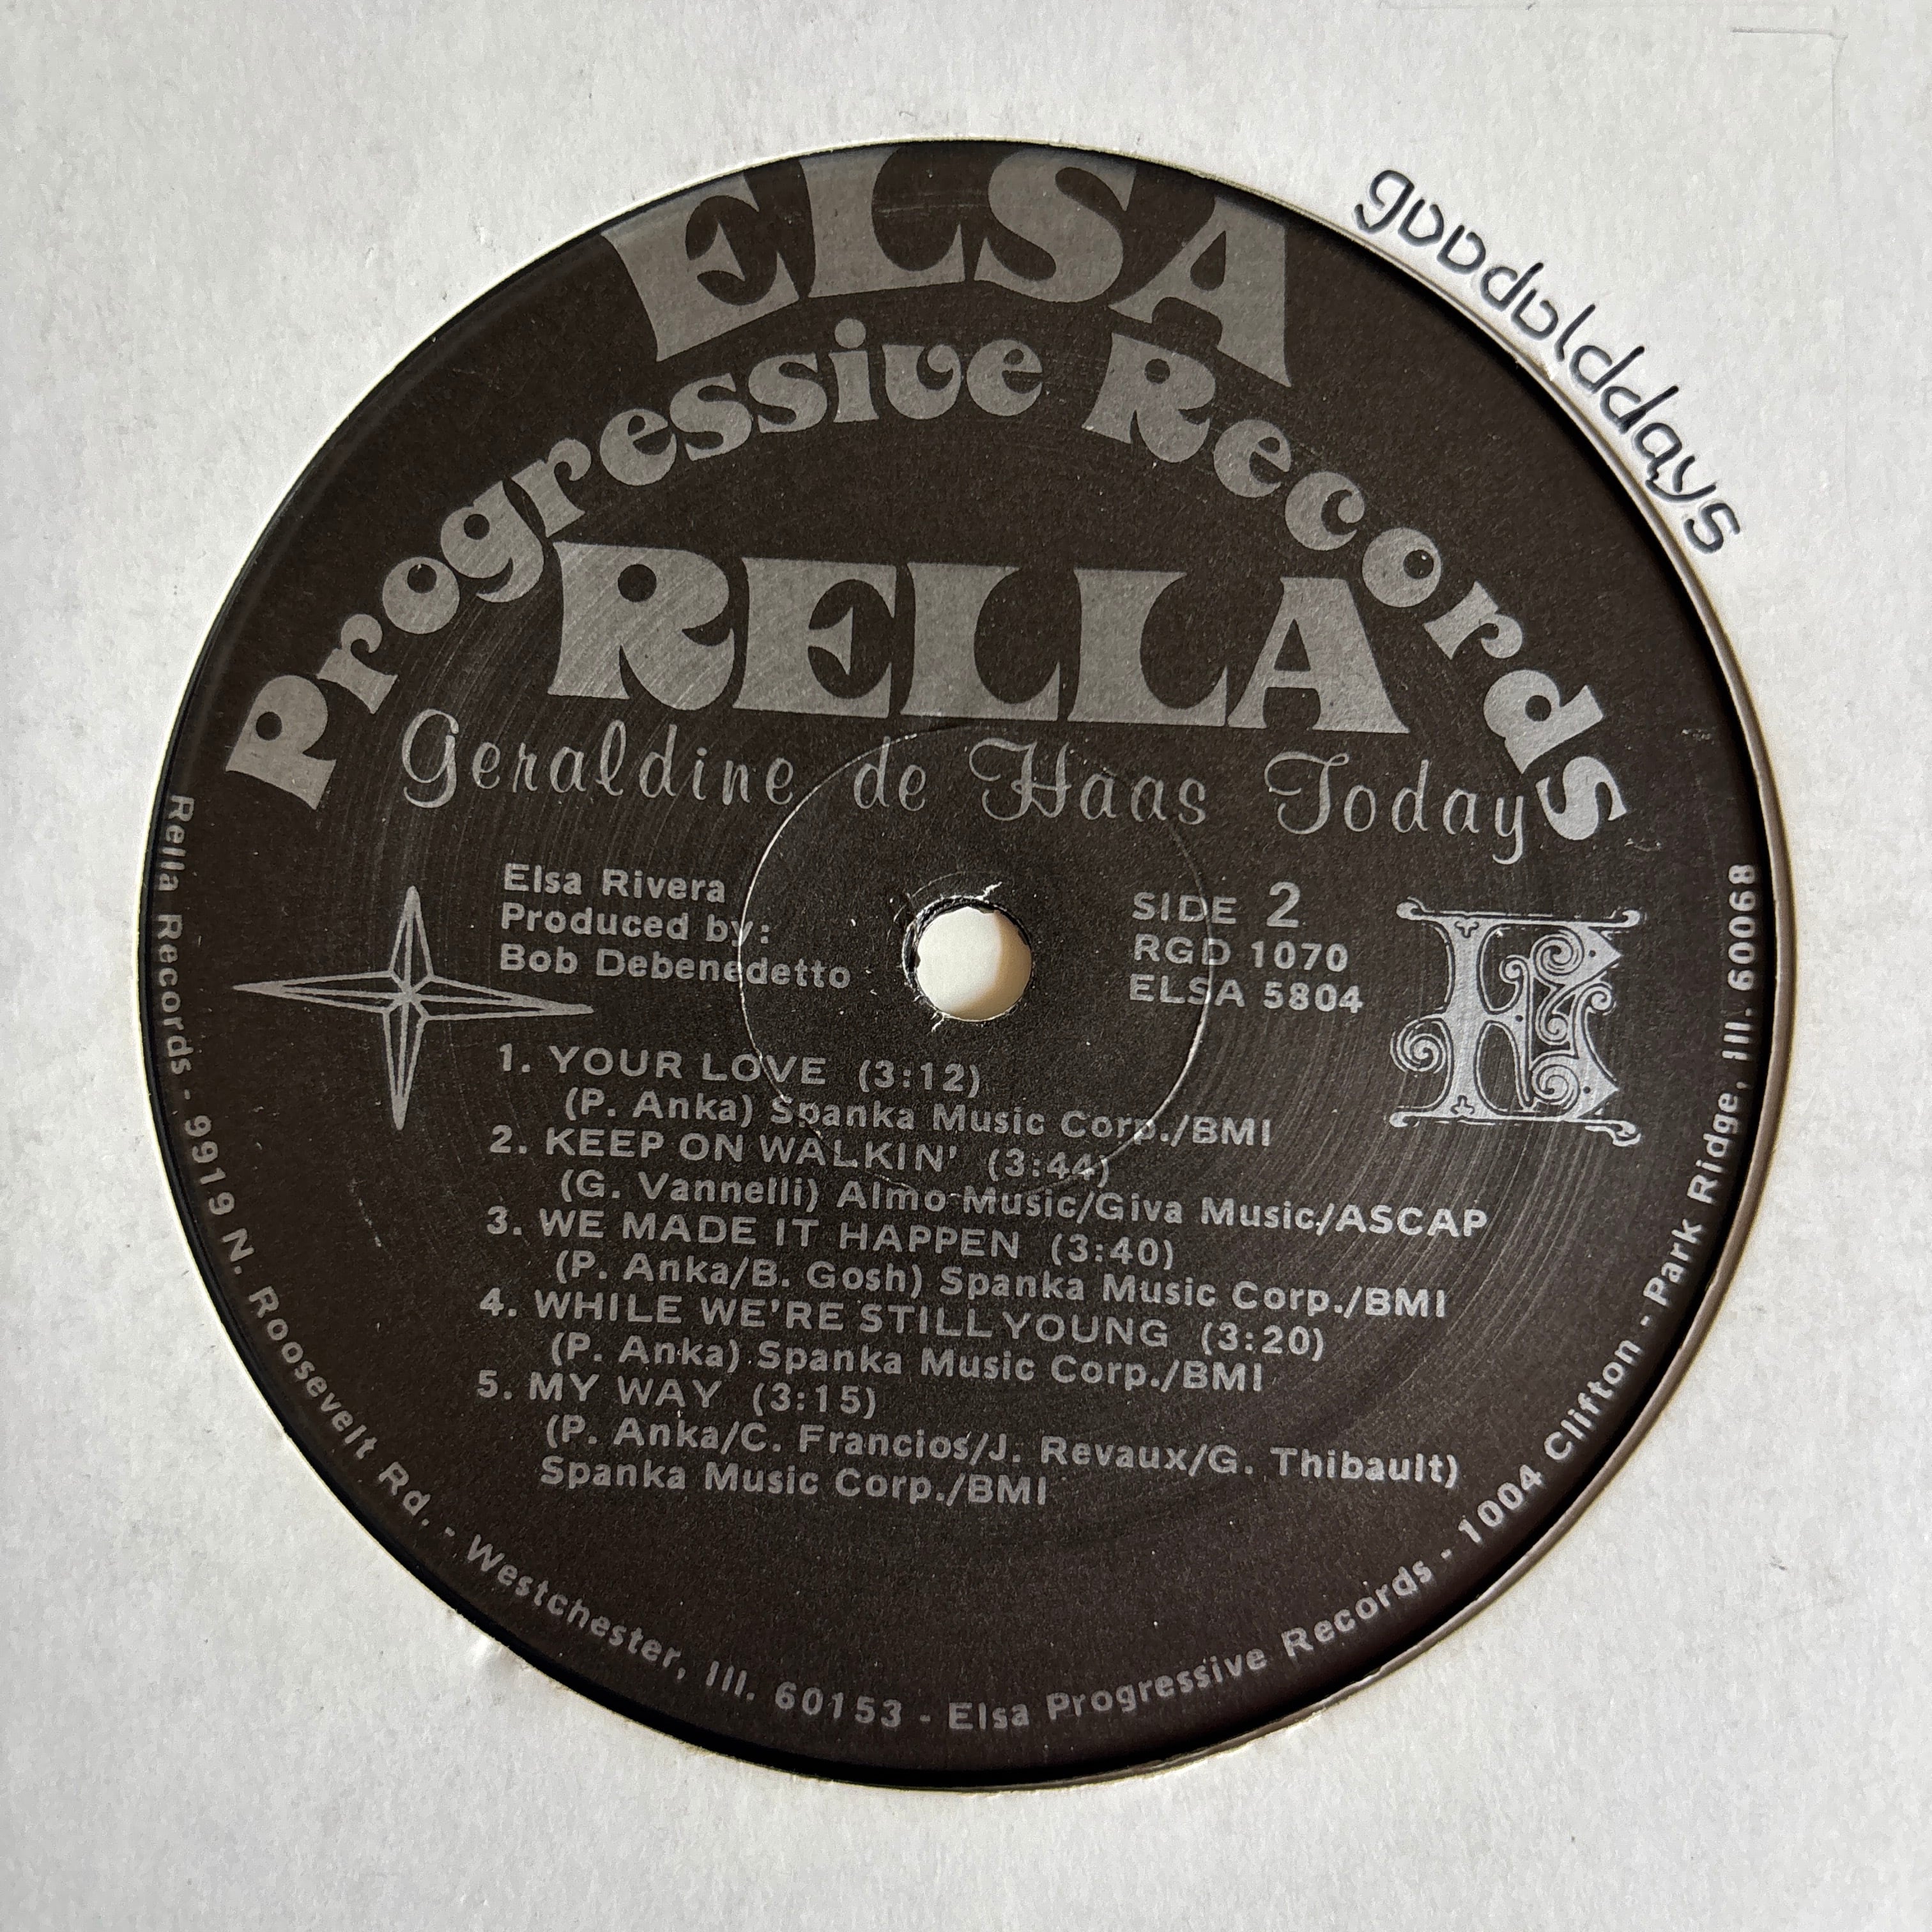 ELSA
Progressive Records
RELLA
Geraldine de Haas Today
Elsa Rivera
Produced by:
Bob Debenedetto
SIDE 2
RGD 1070
ELSA 5804
E
1. YOUR LOVE (3:12)
(P. Anka) Spanka Music Corp./BMI
2. KEEP ON WALKIN' (3:44)
(G. Vannelli) Almo Music/Giva Music/ASCAP
3. WE MADE IT HAPPEN (3:40)
(P. Anka/B. Gosh) Spanka Music Corp./BMI
4. WHILE WE'RE STILL YOUNG (3:20)
(P. Anka) Spanka Music Corp./BMI
5. MY WAY (3:15)
(P. Anka/C. Francios/J. Revaux/G. Thibault)
Spanka Music Corp./BMI
Rella Records - 9919 N. Roosevelt Rd. - Westchester, Ill. 60153 - Elsa Progressive Records - 1004 Clifton - Park Ridge, Ill. 60068
goodolddays